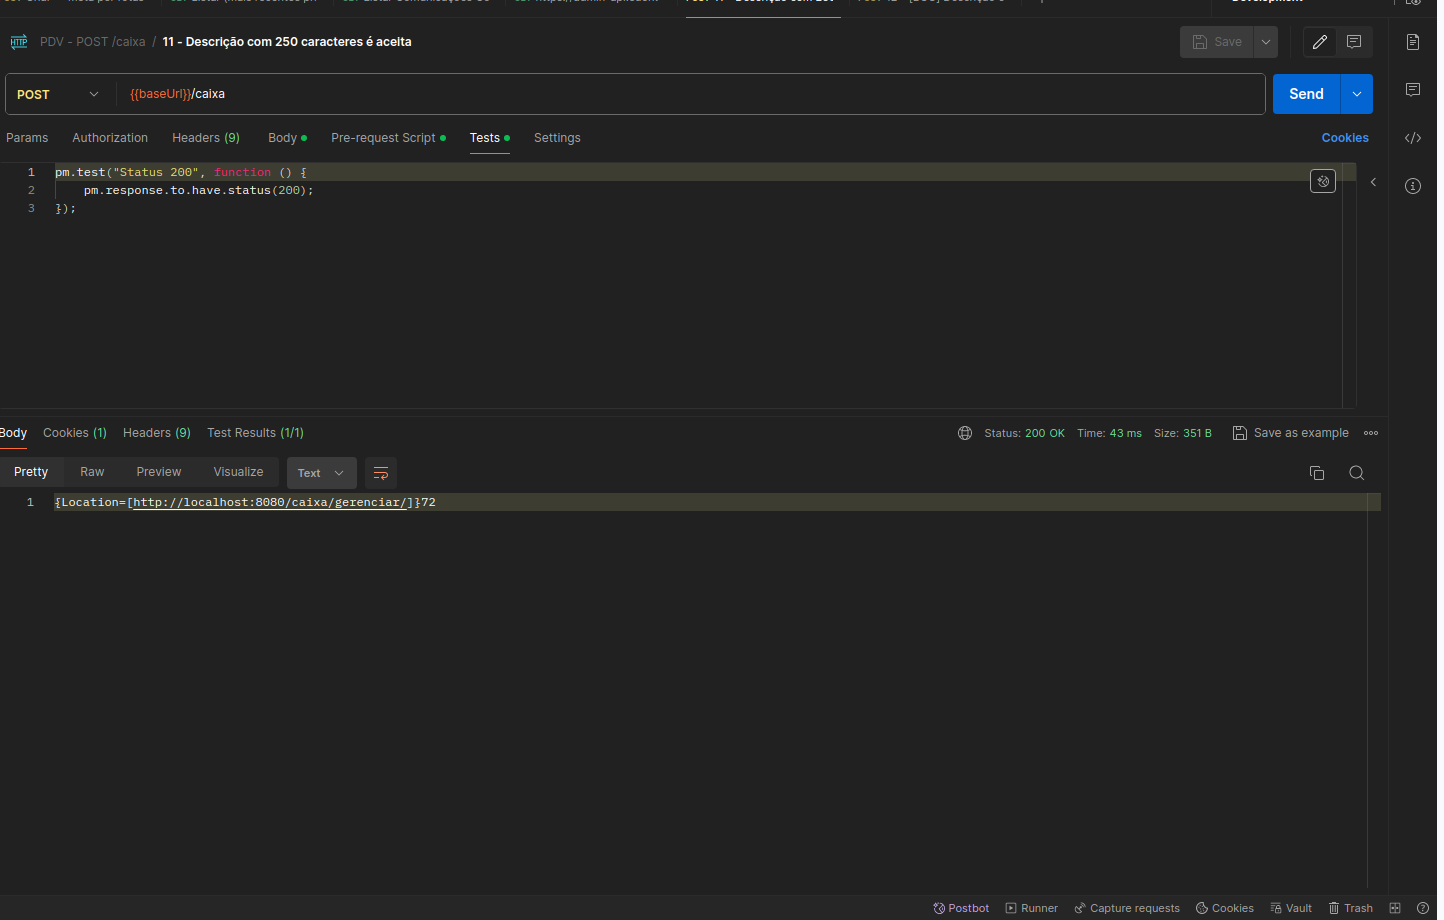 Development
HTTP PDV - POST /caixa / 11 - Descrição com 250 caracteres é aceita
Save
POST {{baseUrl}}/caixa
Send
Params Authorization Headers (9) Body Pre-request Script Tests Settings Cookies
1 pm.test("Status 200", function () {
2 pm.response.to.have.status(200);
3 });
Body Cookies (1) Headers (9) Test Results (1/1) Status: 200 OK Time: 43 ms Size: 351 B Save as example
Pretty Raw Preview Visualize Text
1 {Location=[http://localhost:8080/caixa/gerenciar/]}72
Postbot Runner Capture requests Cookies Vault Trash